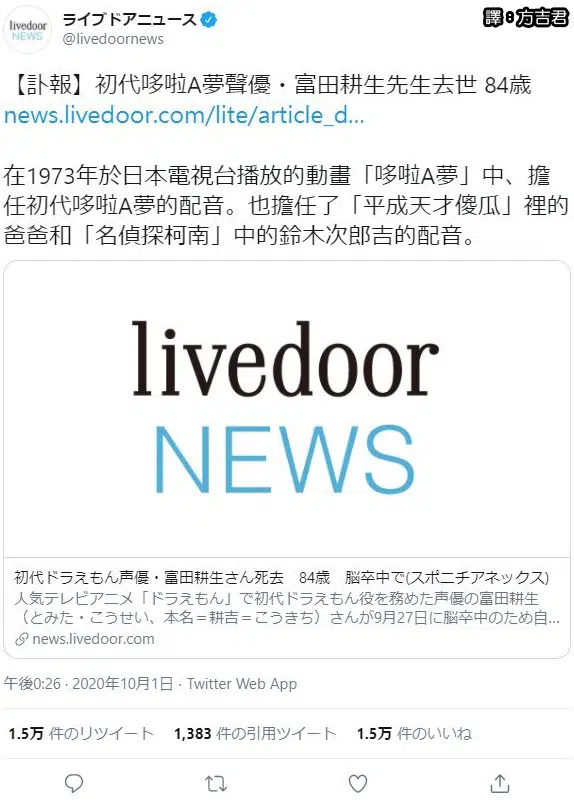 ライブドアニュース
譯:方吉君
@livedoornews
livedoor
NEWS
【訃報】初代哆啦A夢聲優・富田耕生先生去世 84歳
news.livedoor.com/lite/article_d...
在1973年於日本電視台播放的動畫「哆啦A夢」中、擔
任初代哆啦A夢的配音。也擔任了「平成天才傻瓜」裡的
爸爸和「名偵探柯南」中的鈴木次郎吉的配音。
livedoor
NEWS
初代ドラえもん声優・富田耕生さん死去 84歳 脳卒中で(スポニチアネックス)
人気テレビアニメ「ドラえもん」で初代ドラえもん役を務めた声優の富田耕生
（とみた・こうせい、本名＝耕吉＝こうきち）さんが9月27日に脳卒中のため自...
news.livedoor.com
午後0:26 · 2020年10月1日 · Twitter Web App
1.5万 件のリツイート 1,383 件の引用ツイート 1.5万 件のいいね